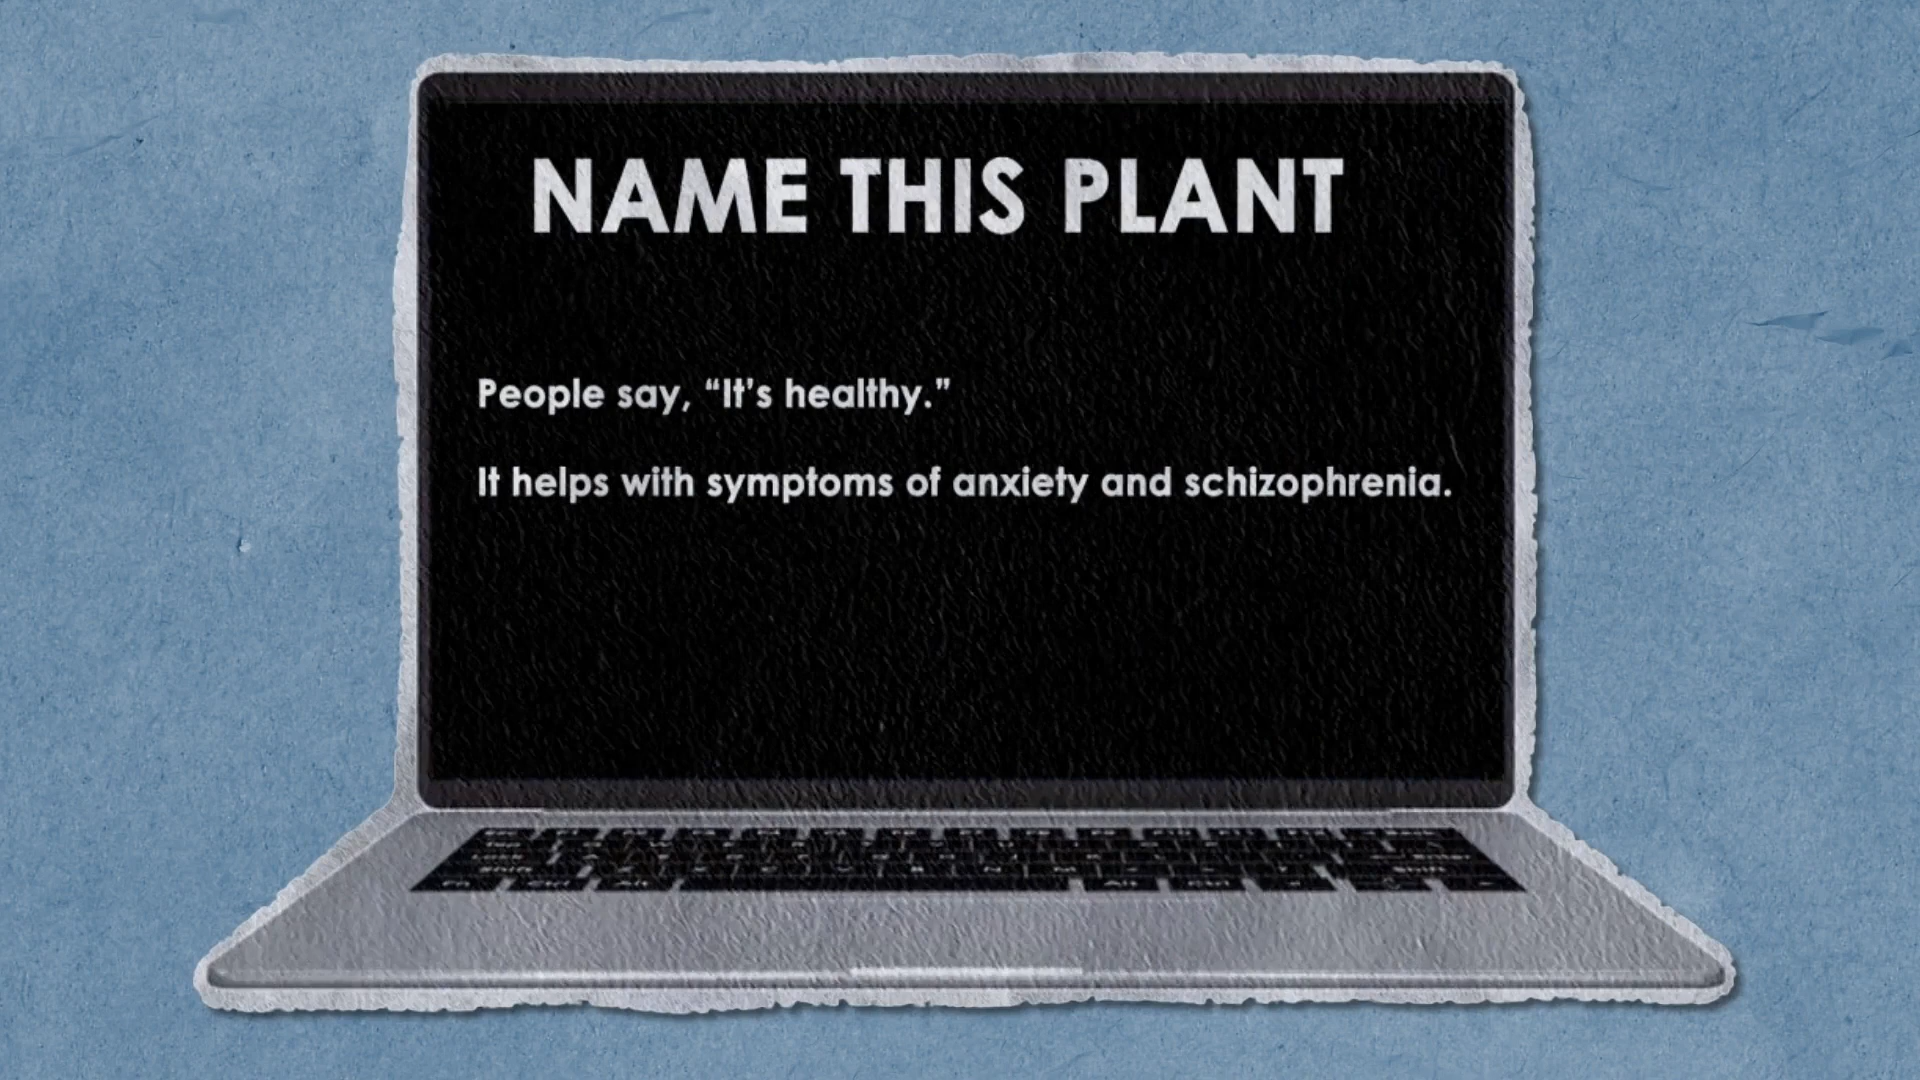 NAME THIS PLANT
People say, “It’s healthy.”
It helps with symptoms of anxiety and schizophrenia.